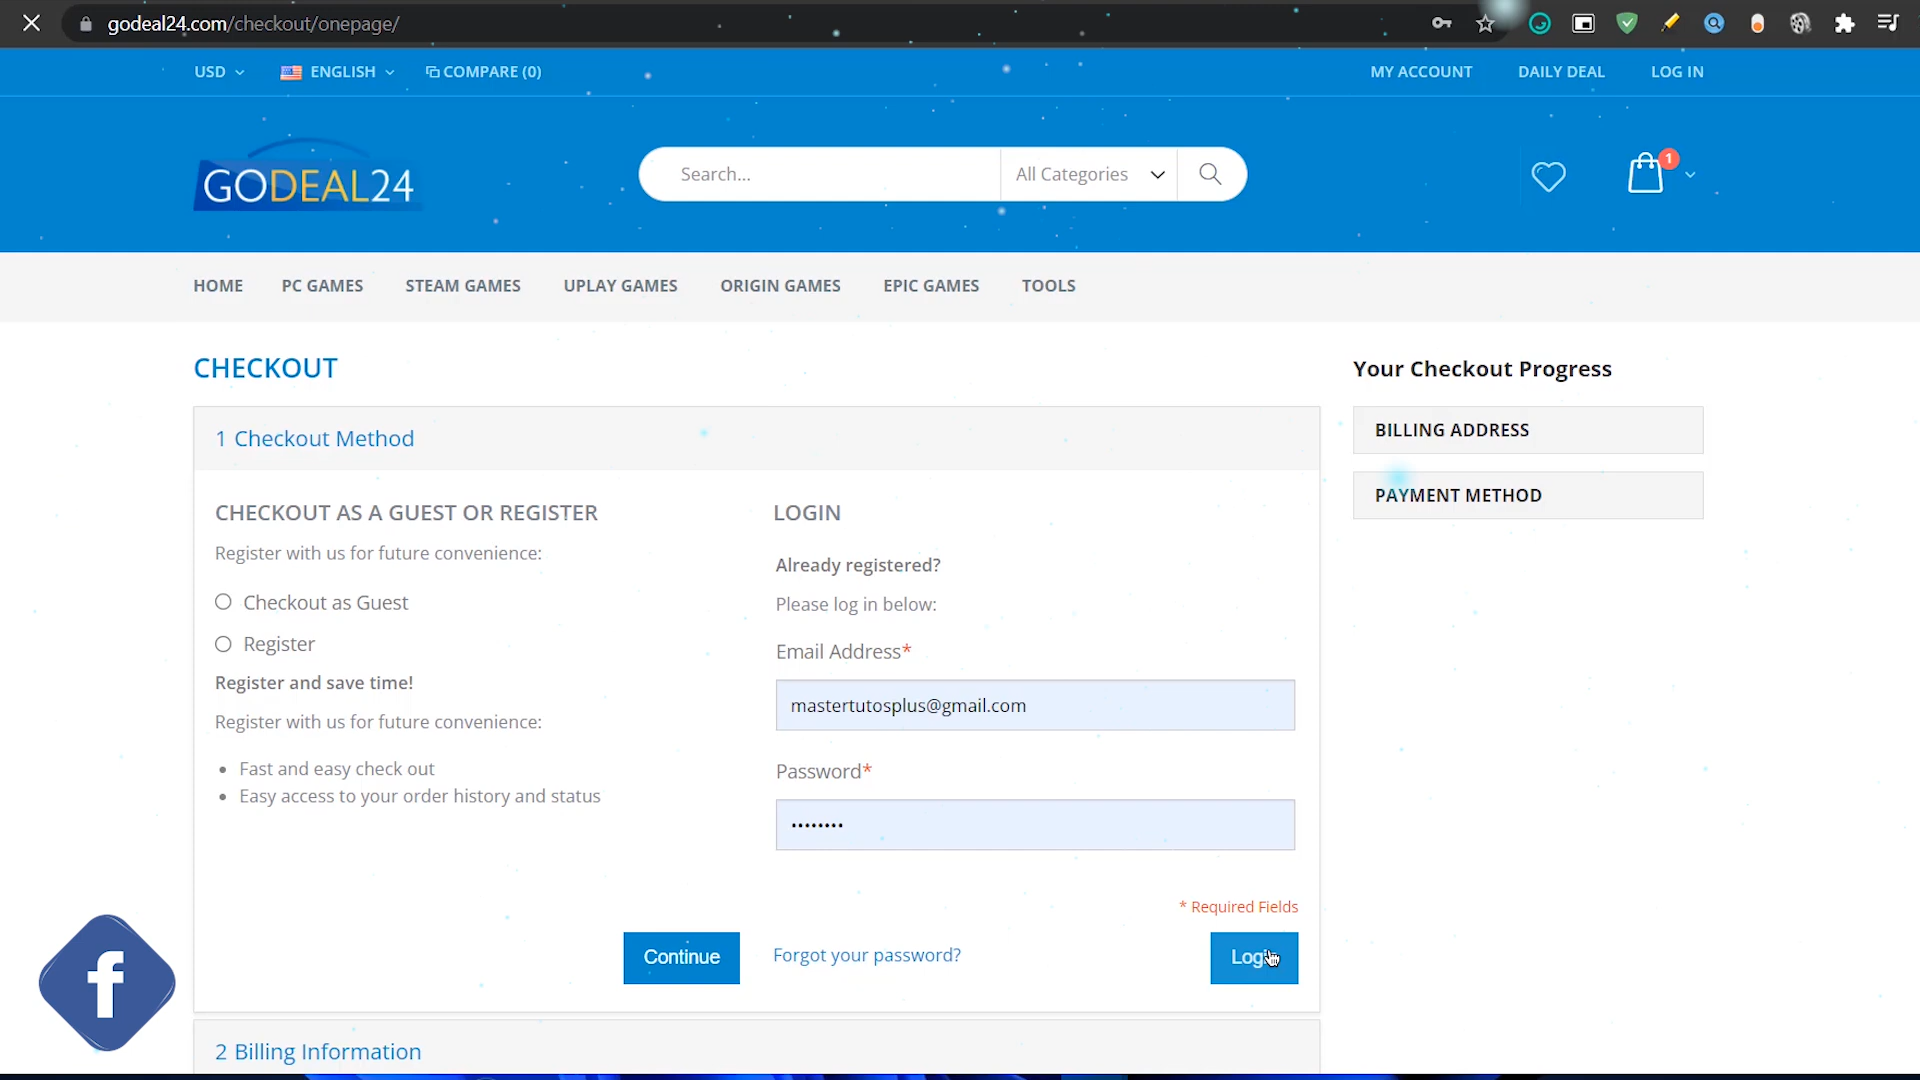 godeal24.com/checkout/onepage/
USD ENGLISH COMPARE (0) MY ACCOUNT DAILY DEAL LOG IN
GODEAL24 Search... All Categories 1
HOME PC GAMES STEAM GAMES UPLAY GAMES ORIGIN GAMES EPIC GAMES TOOLS
CHECKOUT
1 Checkout Method
CHECKOUT AS A GUEST OR REGISTER
Register with us for future convenience:
Checkout as Guest
Register
Register and save time!
Register with us for future convenience:
Fast and easy check out
Easy access to your order history and status
Continue
LOGIN
Already registered?
Please log in below:
Email Address*
mastertutosplus@gmail.com
Password*
••••••••
* Required Fields
Forgot your password?
Login
2 Billing Information
Your Checkout Progress
BILLING ADDRESS
PAYMENT METHOD
f